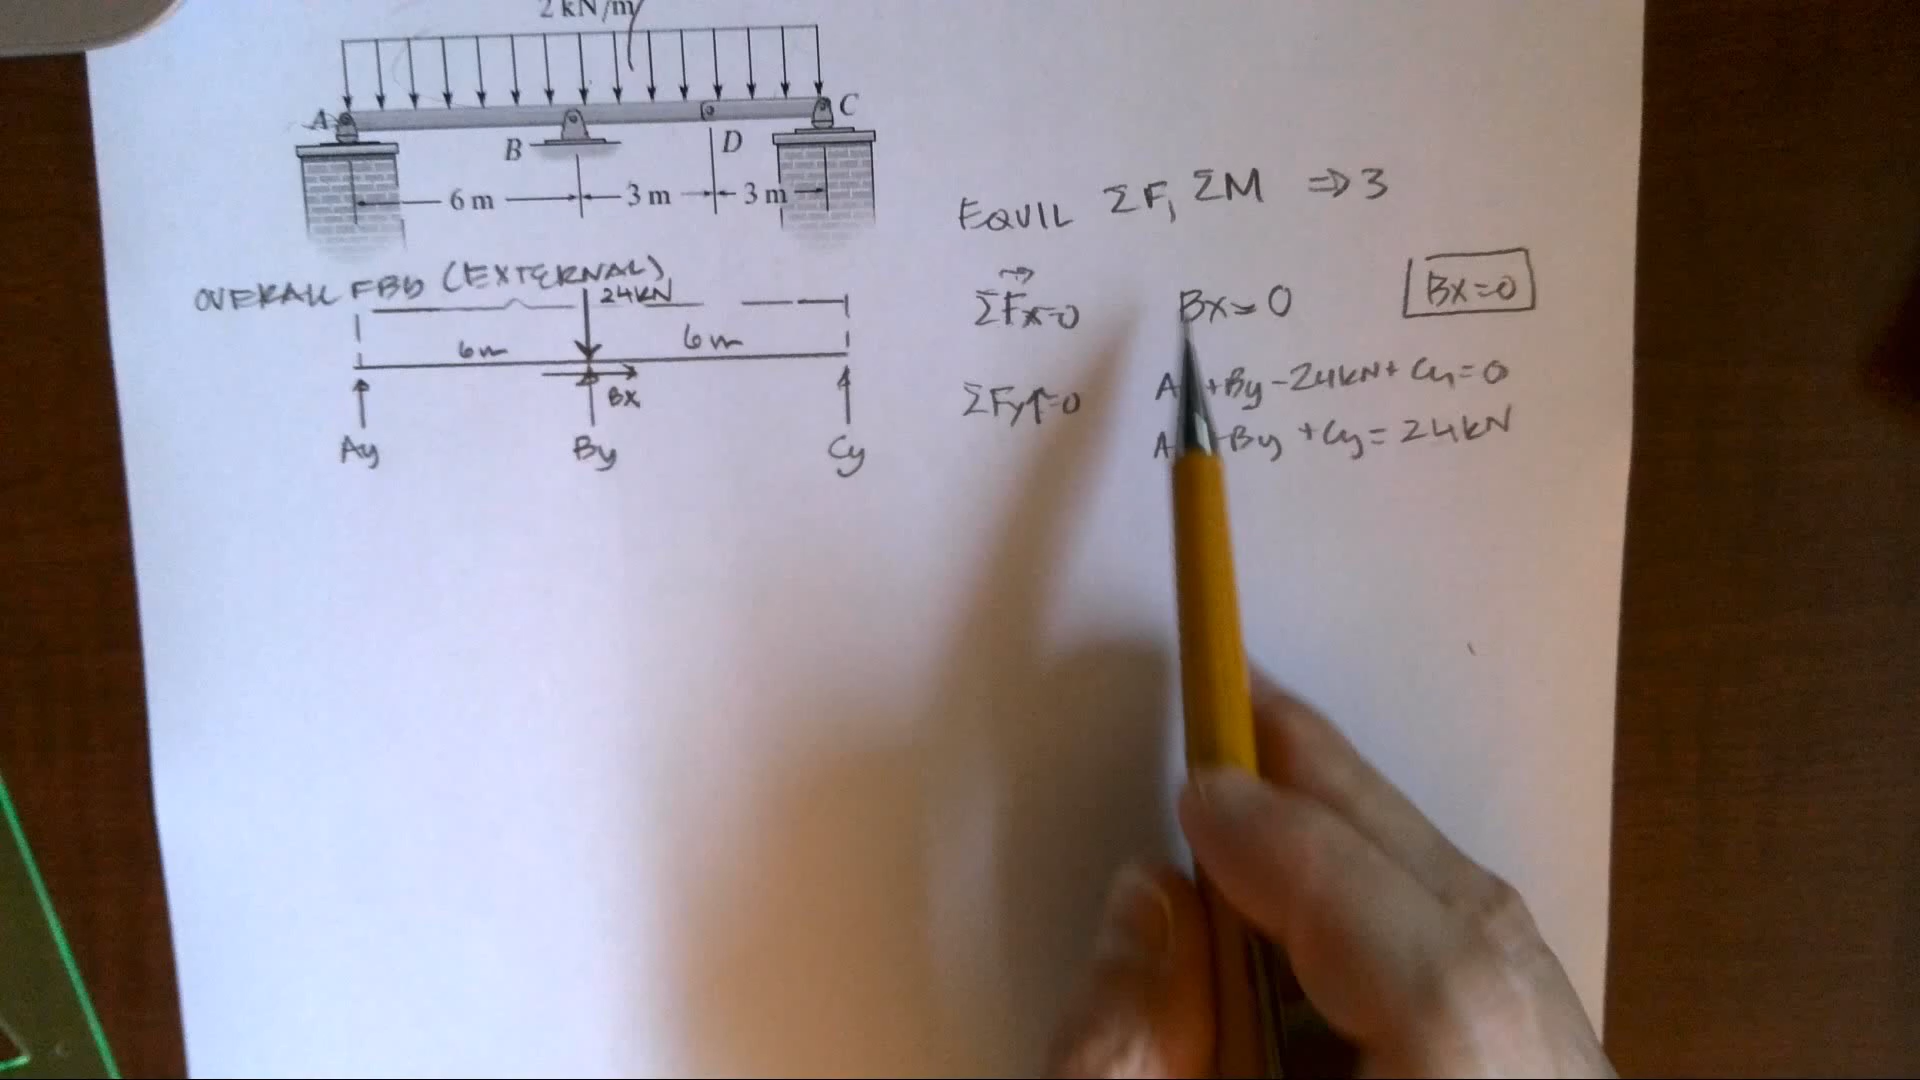 2 kN/m
A
B
D
C
6 m
3 m
3 m
EQUIL ΣF, ΣM ⇒ 3
OVERALL FBD (EXTERNAL)
24KN
6m
6m
Bx
Ay
By
Cy
ΣFx=0 Bx=0
Bx=0
ΣFy↑=0 A +By-24kN+Cy=0
A +By+Cy=24kN